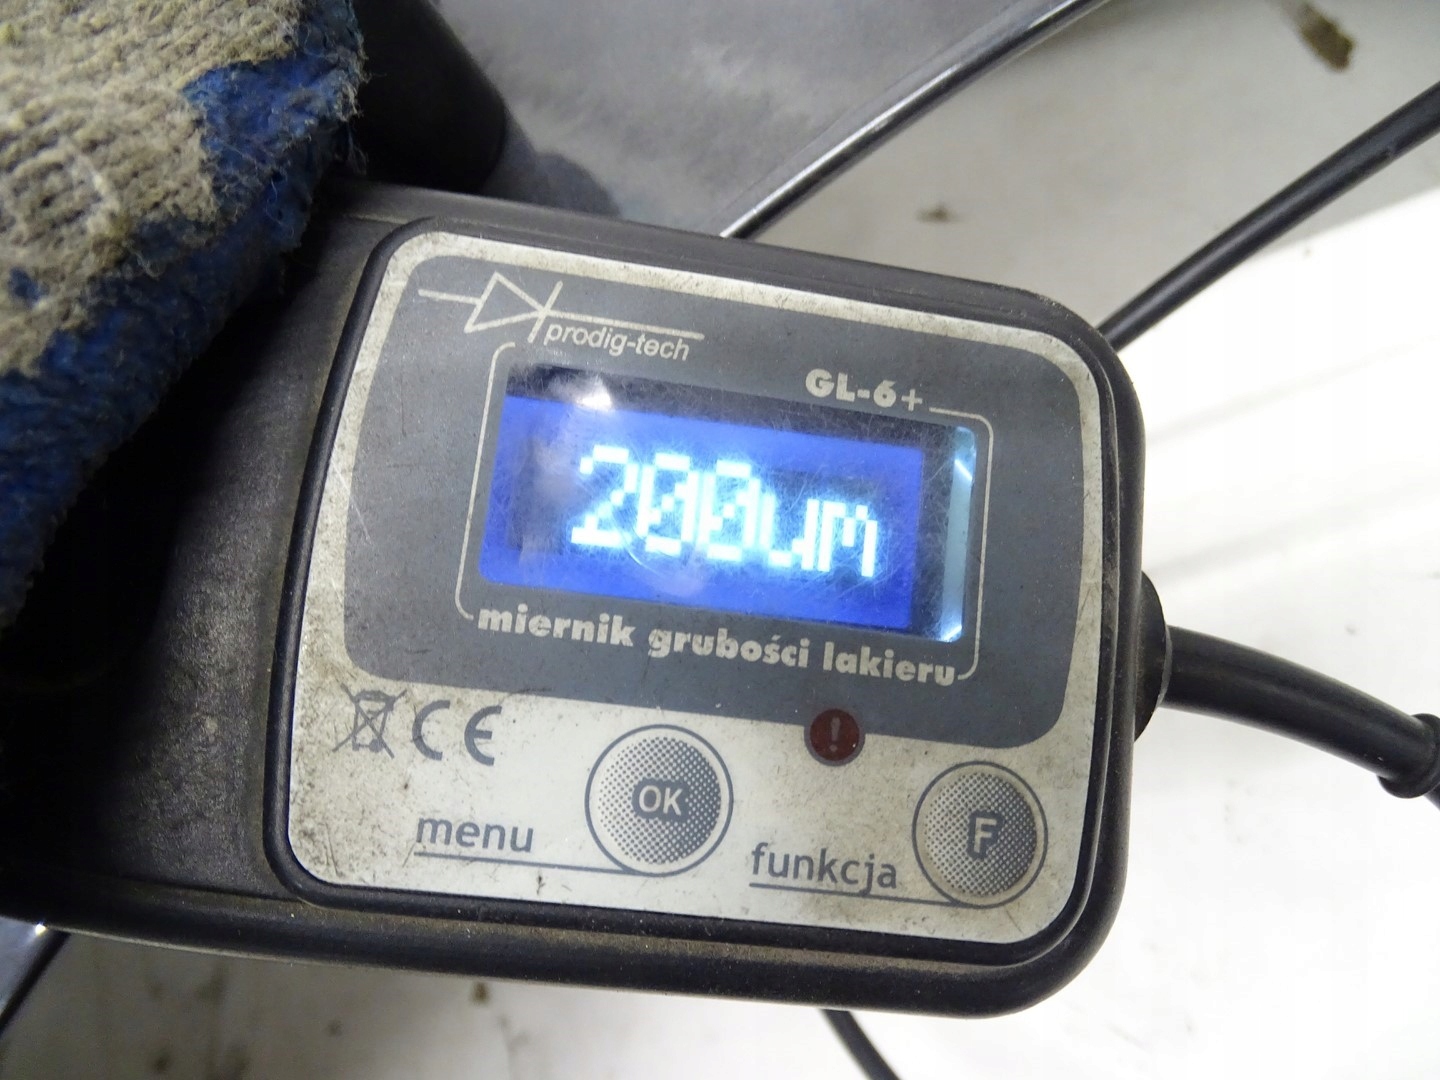 prodig-tech
GL-6+
200um
miernik grubości lakieru
CE
!
OK
menu
F
funkcja